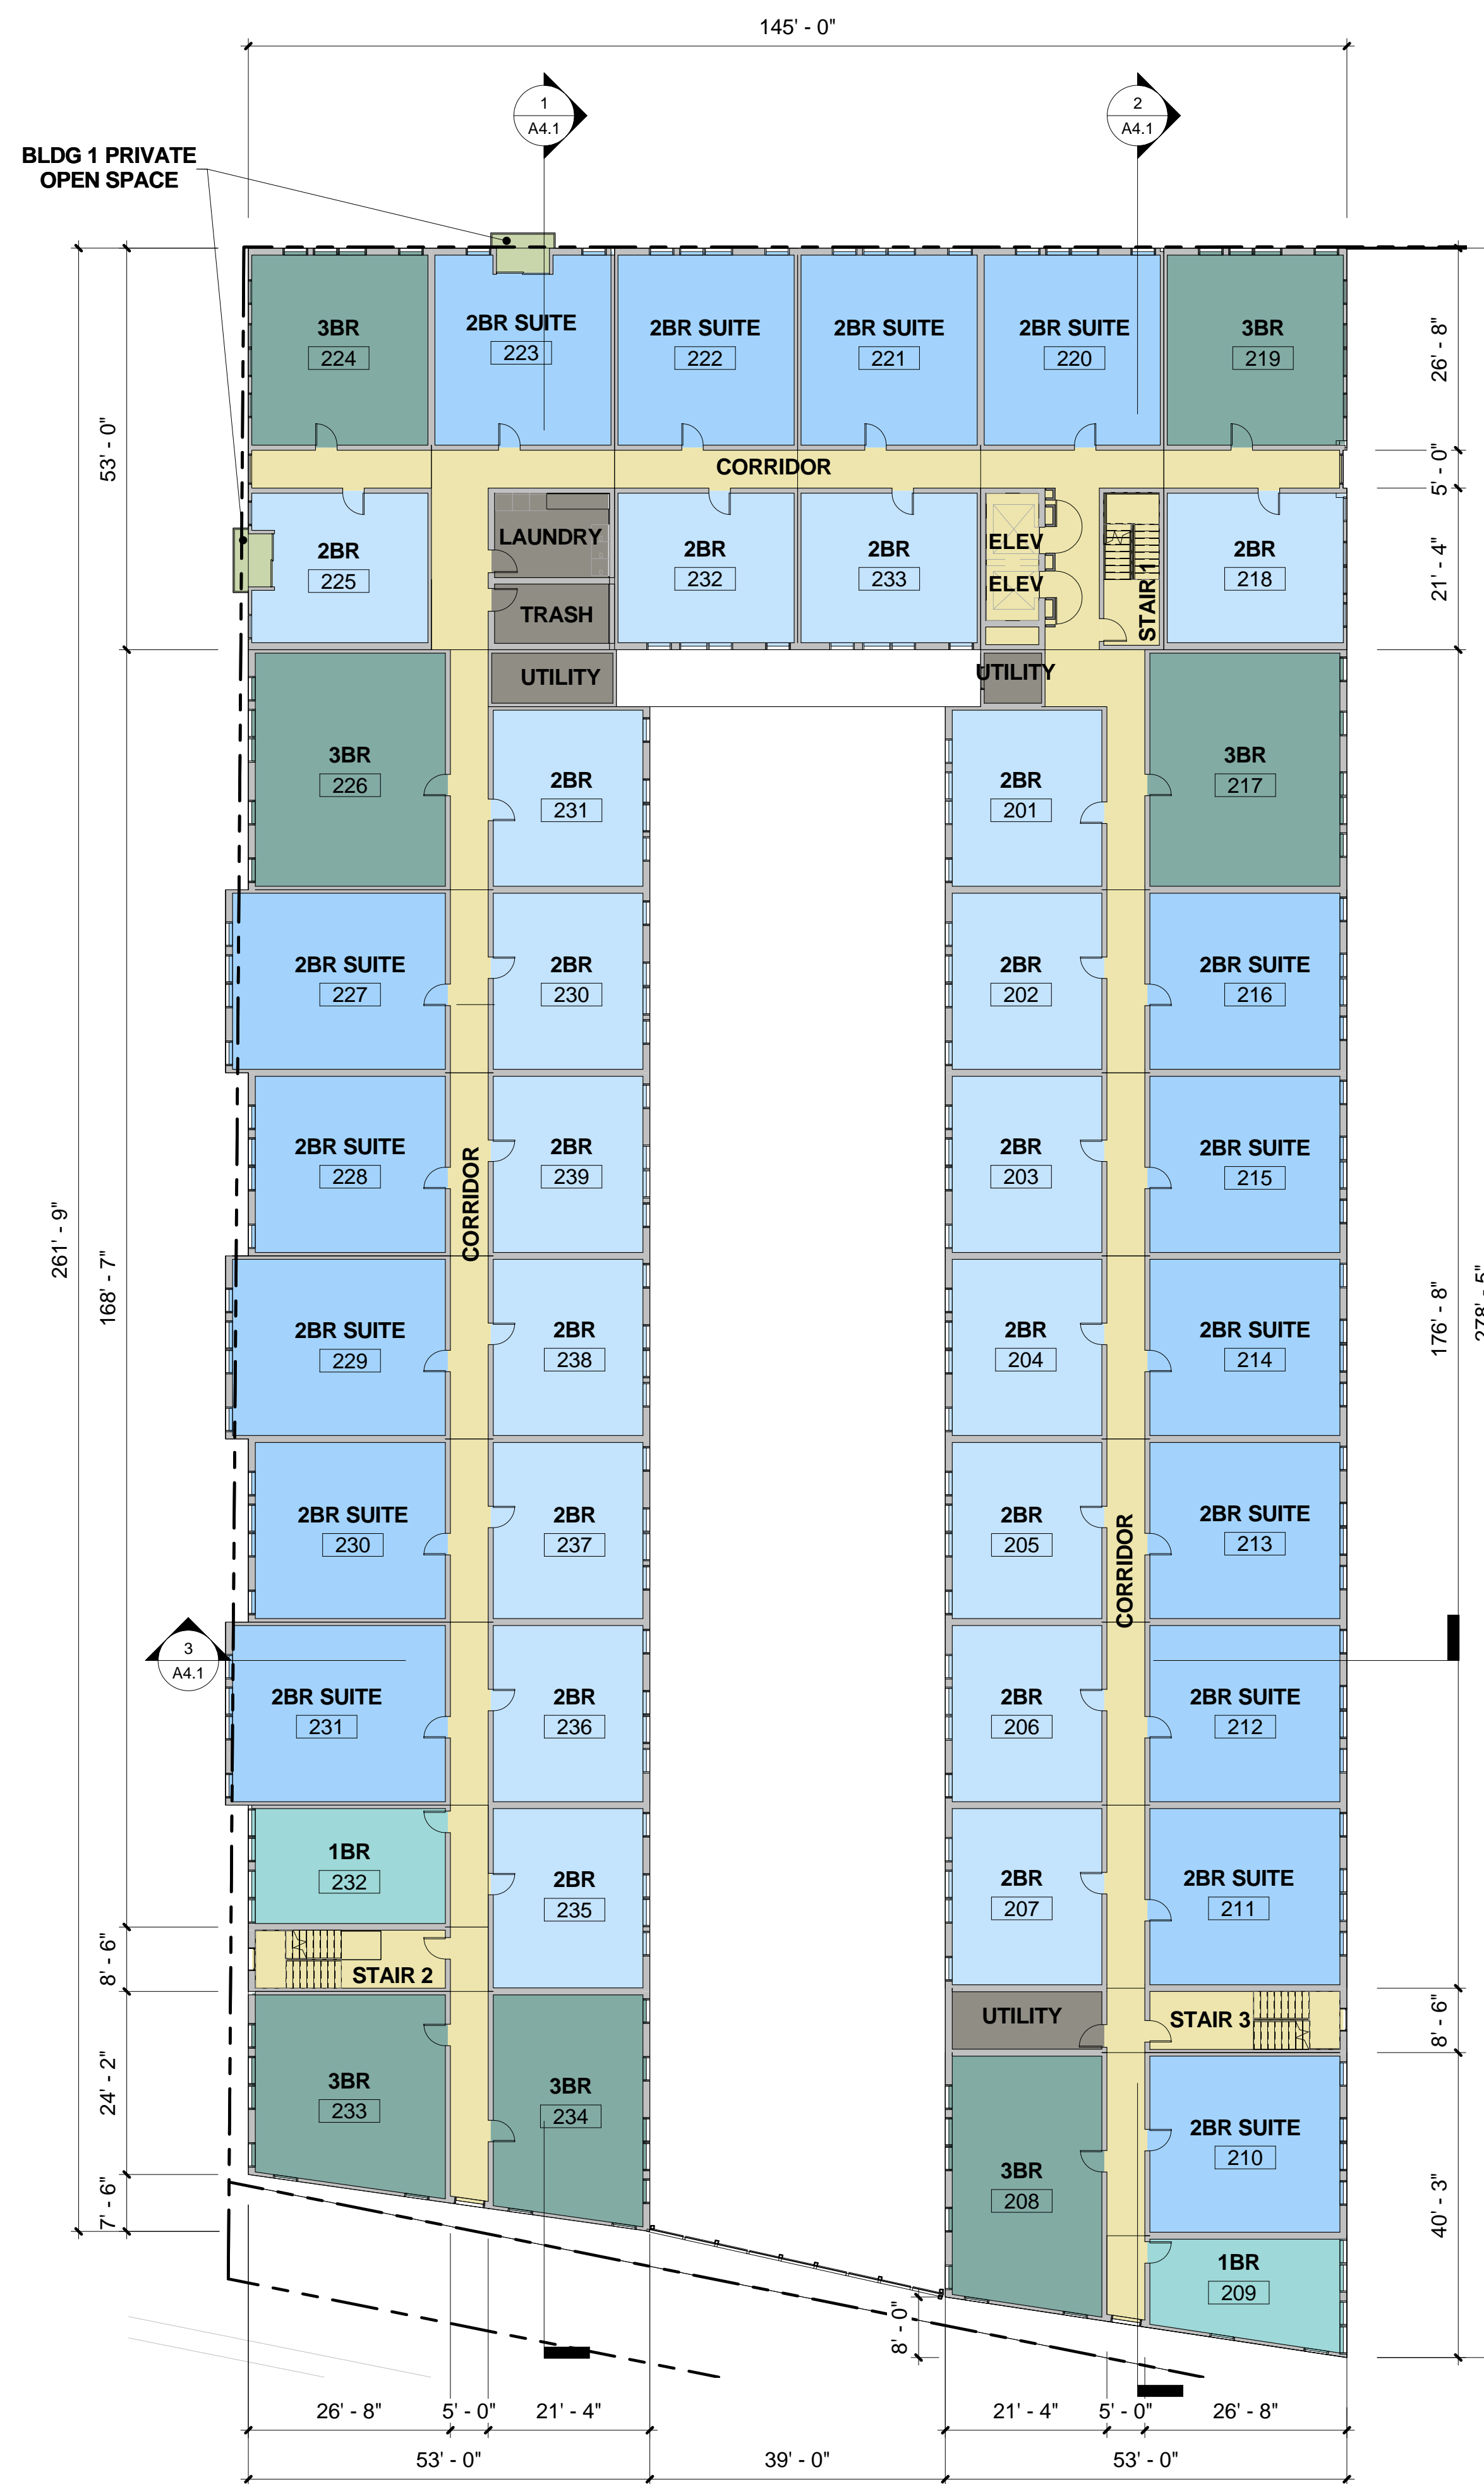 145' - 0"
1
A4.1
2
A4.1
BLDG 1 PRIVATE
OPEN SPACE
3BR
224
2BR SUITE
223
2BR SUITE
222
2BR SUITE
221
2BR SUITE
220
3BR
219
26' - 8"
53' - 0"
CORRIDOR
5' - 0"
2BR
225
LAUNDRY
TRASH
2BR
232
2BR
233
ELEV
ELEV
STAIR 1
2BR
218
21' - 4"
UTILITY
UTILITY
3BR
226
2BR
231
2BR
201
3BR
217
2BR SUITE
227
2BR
230
2BR
202
2BR SUITE
216
2BR SUITE
228
CORRIDOR
2BR
239
2BR
203
2BR SUITE
215
261' - 9"
168' - 7"
2BR SUITE
229
2BR
238
2BR
204
2BR SUITE
214
176' - 8"
278' - 5"
2BR SUITE
230
2BR
237
2BR
205
CORRIDOR
2BR SUITE
213
3
A4.1
2BR SUITE
231
2BR
236
2BR
206
2BR SUITE
212
1BR
232
2BR
235
2BR
207
2BR SUITE
211
8' - 6"
STAIR 2
UTILITY
STAIR 3
8' - 6"
24' - 2"
3BR
233
3BR
234
3BR
208
2BR SUITE
210
7' - 6"
40' - 3"
1BR
209
8' - 0"
26' - 8"
5' - 0"
21' - 4"
21' - 4"
5' - 0"
26' - 8"
53' - 0"
39' - 0"
53' - 0"